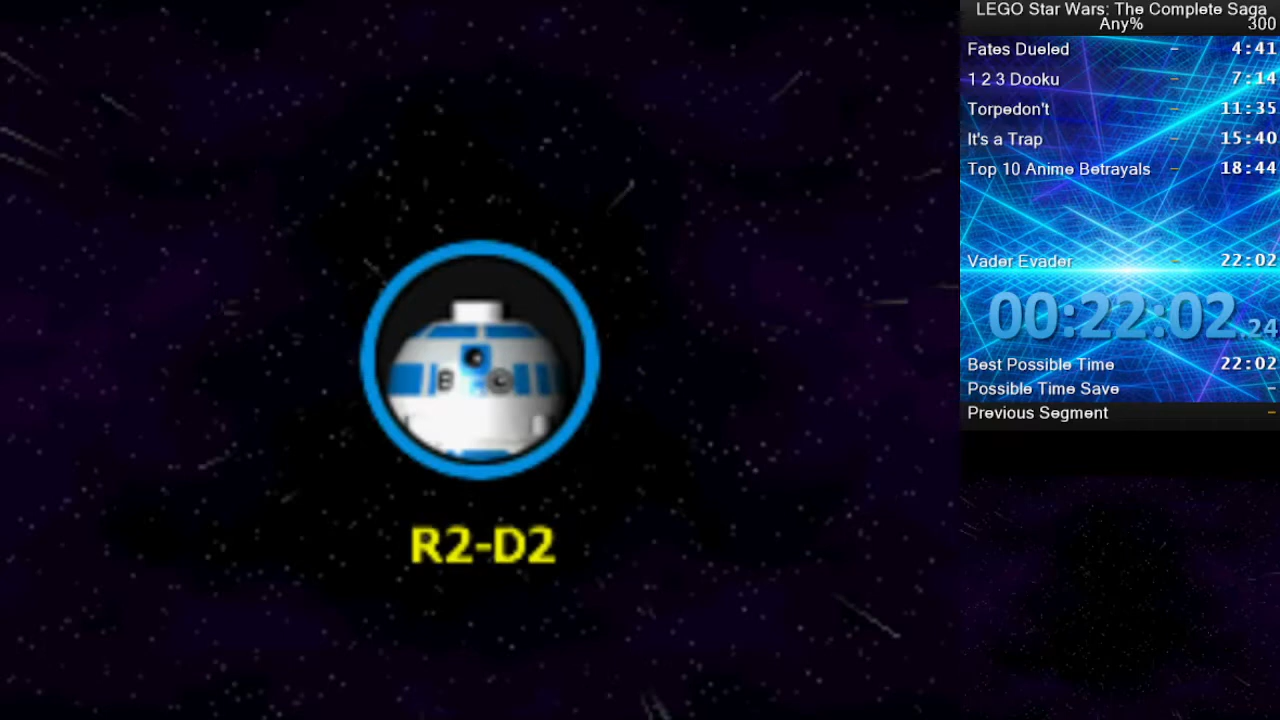 R2-D2
LEGO Star Wars: The Complete Saga
Any% 300
Fates Dueled – 4:41
1 2 3 Dooku – 7:14
Torpedon't – 11:35
It's a Trap – 15:40
Top 10 Anime Betrayals – 18:44
Vader Evader – 22:02
00:22:02.24
Best Possible Time 22:02
Possible Time Save –
Previous Segment –